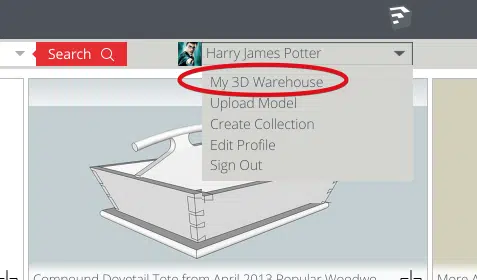 Search
Harry James Potter
My 3D Warehouse
Upload Model
Create Collection
Edit Profile
Sign Out
Compound Dovetail Tote from April 2013 Popular Woodwo
More A